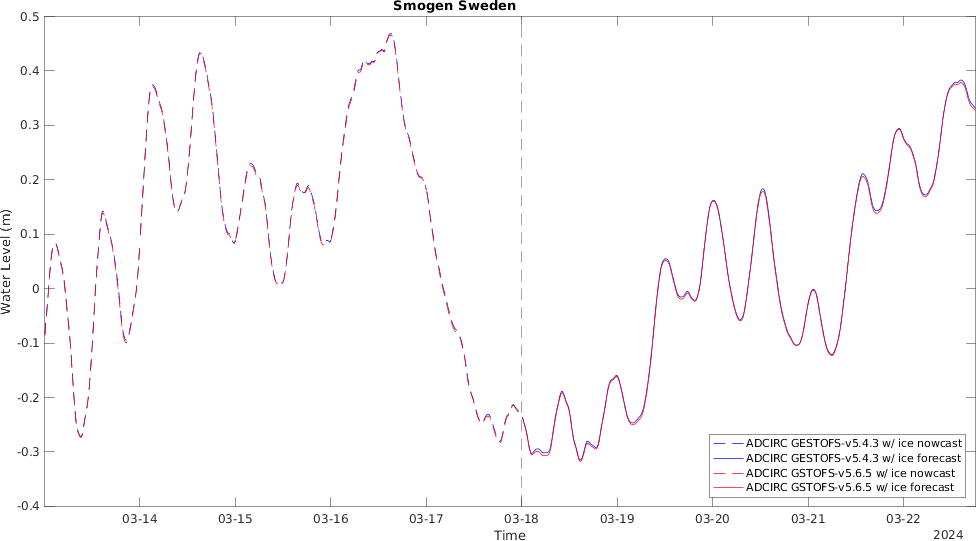 Smogen Sweden
0.5
0.4
0.3
0.2
0.1
0
-0.1
-0.2
-0.3
-0.4
Water Level (m)
ADCIRC GESTOFS-v5.4.3 w/ ice nowcast
ADCIRC GESTOFS-v5.4.3 w/ ice forecast
ADCIRC GSTOFS-v5.6.5 w/ ice nowcast
ADCIRC GSTOFS-v5.6.5 w/ ice forecast
03-14 03-15 03-16 03-17 03-18 03-19 03-20 03-21 03-22
Time
2024